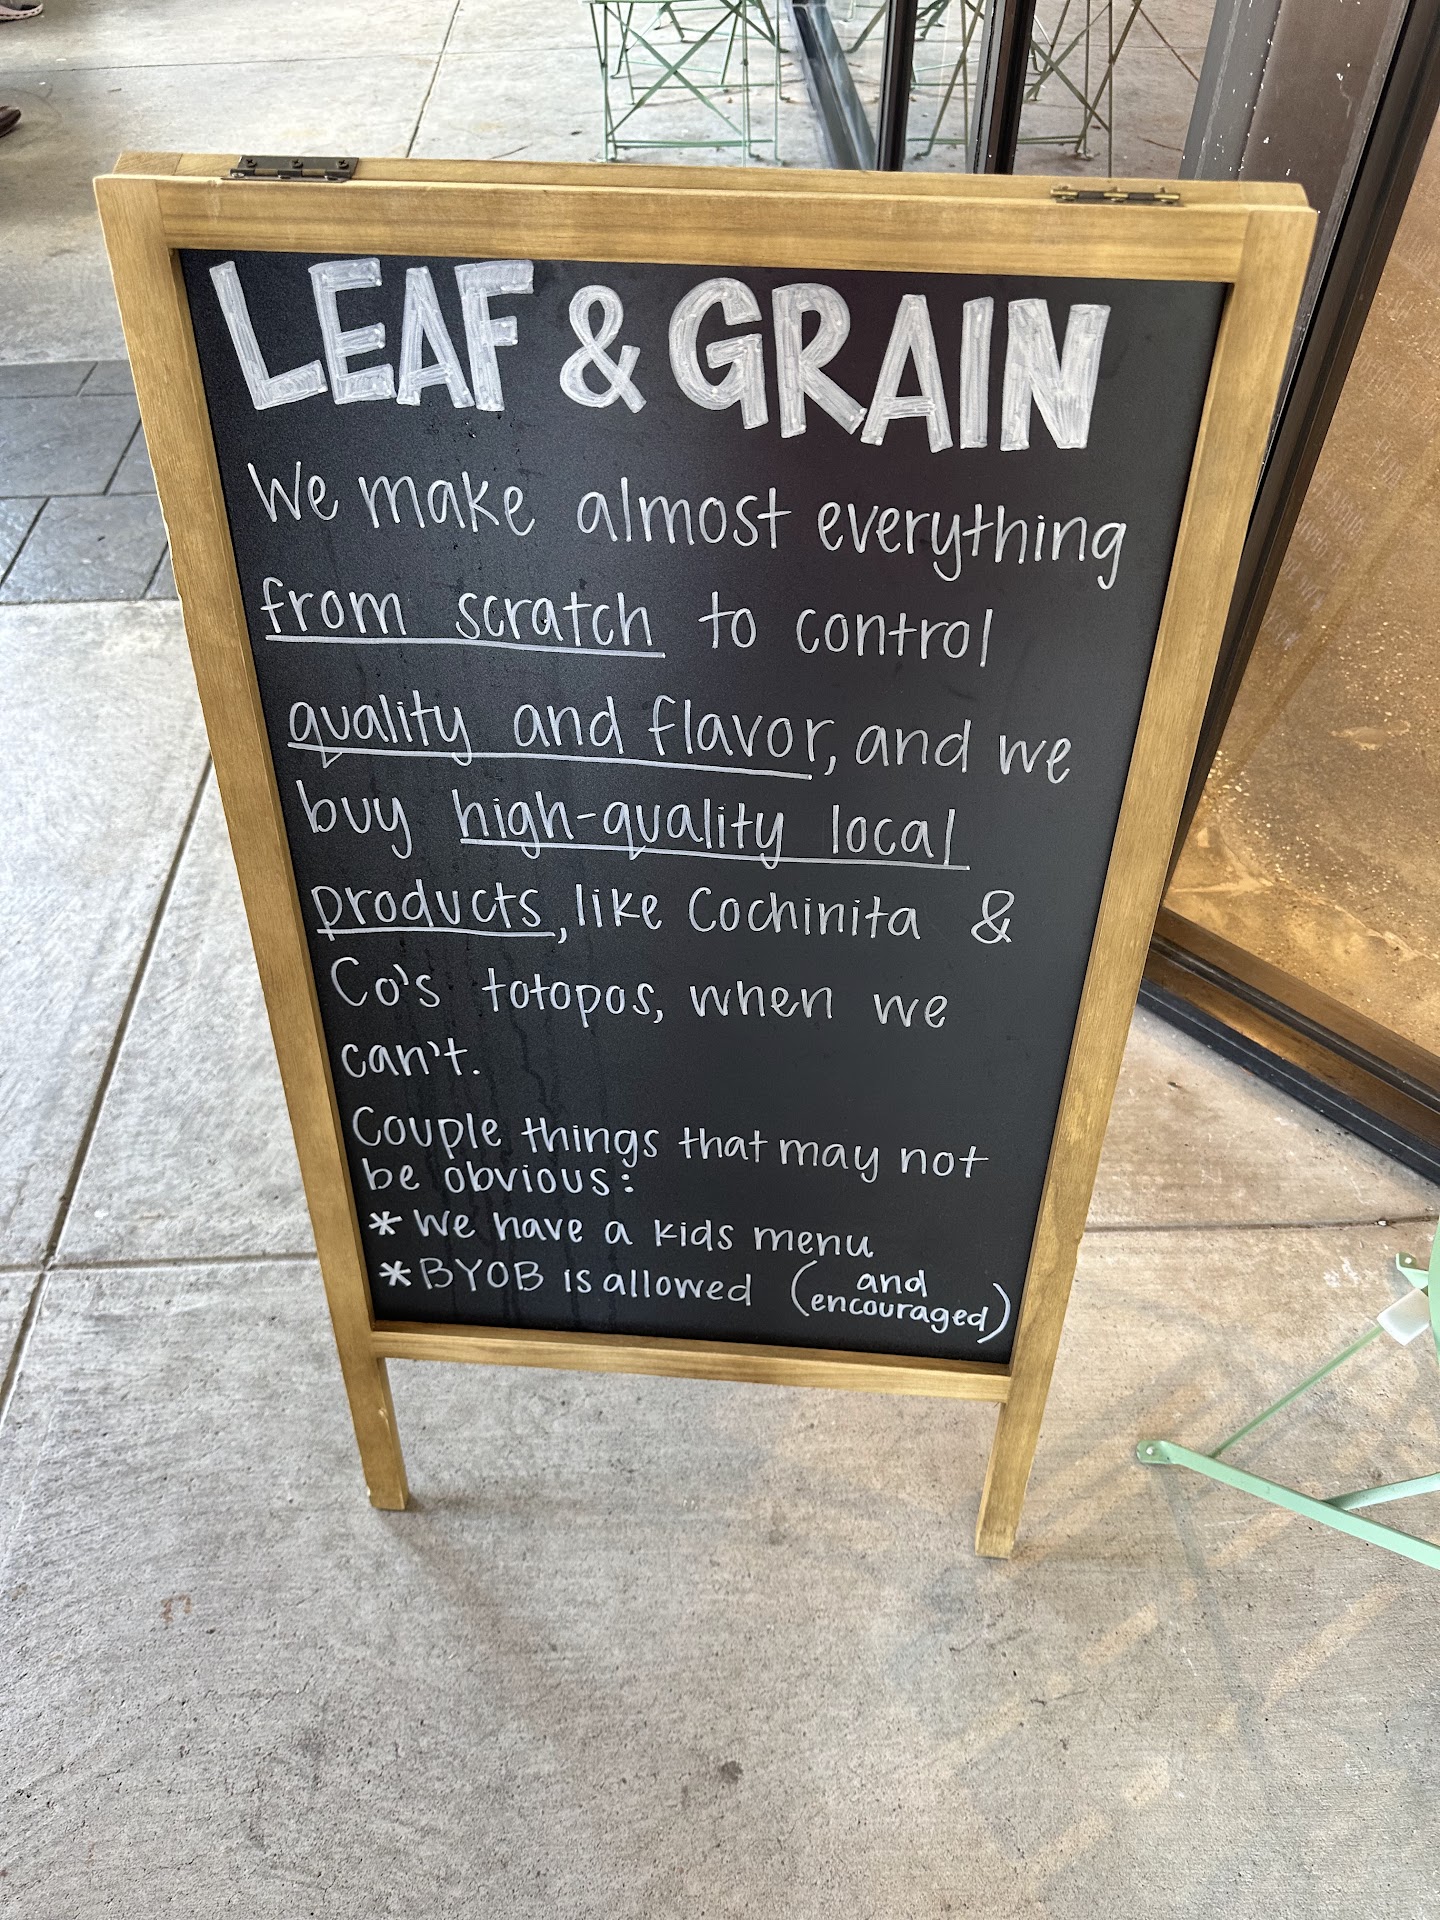 LEAF & GRAIN
We make almost everything
from scratch to control
quality and flavor, and we
buy high-quality local
products, like Cochinita &
Co's totopos, when we
can't.
Couple things that may not
be obvious:
* We have a kids menu
* BYOB is allowed (and
encouraged)